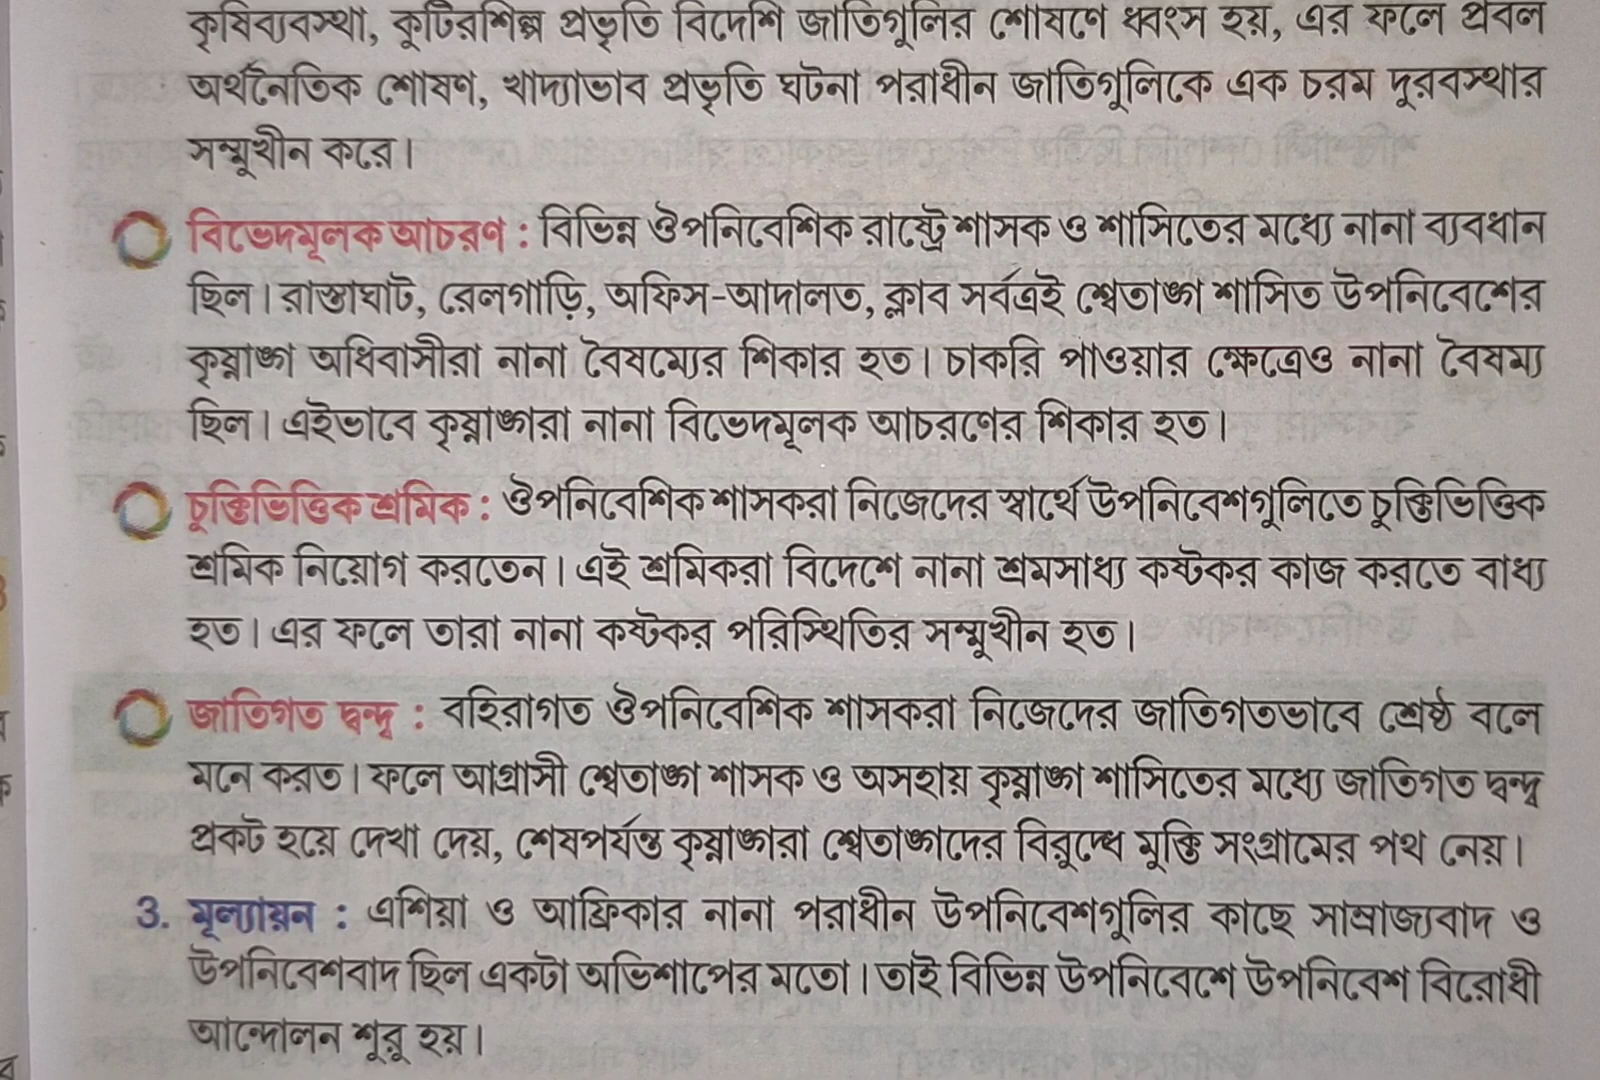 কৃষিব্যবস্থা, কুটিরশিল্প প্রভৃতি বিদেশি জাতিগুলির শোষণে ধ্বংস হয়, এর ফলে প্রবল
অর্থনৈতিক শোষণ, খাদ্যাভাব প্রভৃতি ঘটনা পরাধীন জাতিগুলিকে এক চরম দুরবস্থার
সম্মুখীন করে।
বিভেদমূলক আচরণ : বিভিন্ন ঔপনিবেশিক রাষ্ট্রে শাসক ও শাসিতের মধ্যে নানা ব্যবধান
ছিল। রাস্তাঘাট, রেলগাড়ি, অফিস-আদালত, ক্লাব সর্বত্রই শ্বেতাঙ্গ শাসিত উপনিবেশের
কৃষ্ণাঙ্গ অধিবাসীরা নানা বৈষম্যের শিকার হত। চাকরি পাওয়ার ক্ষেত্রেও নানা বৈষম্য
ছিল। এইভাবে কৃষ্ণাঙ্গরা নানা বিভেদমূলক আচরণের শিকার হত।
চুক্তিভিত্তিক শ্রমিক : ঔপনিবেশিক শাসকরা নিজেদের স্বার্থে উপনিবেশগুলিতে চুক্তিভিত্তিক
শ্রমিক নিয়োগ করতেন। এই শ্রমিকরা বিদেশে নানা শ্রমসাধ্য কষ্টকর কাজ করতে বাধ্য
হত। এর ফলে তারা নানা কষ্টকর পরিস্থিতির সম্মুখীন হত।
জাতিগত দ্বন্দ্ব : বহিরাগত ঔপনিবেশিক শাসকরা নিজেদের জাতিগতভাবে শ্রেষ্ঠ বলে
মনে করত। ফলে আগ্রাসী শ্বেতাঙ্গ শাসক ও অসহায় কৃষ্ণাঙ্গ শাসিতের মধ্যে জাতিগত দ্বন্দ্ব
প্রকট হয়ে দেখা দেয়, শেষপর্যন্ত কৃষ্ণাঙ্গরা শ্বেতাঙ্গদের বিরুদ্ধে মুক্তি সংগ্রামের পথ নেয়।
3. মূল্যায়ন : এশিয়া ও আফ্রিকার নানা পরাধীন উপনিবেশগুলির কাছে সাম্রাজ্যবাদ ও
উপনিবেশবাদ ছিল একটা অভিশাপের মতো। তাই বিভিন্ন উপনিবেশে উপনিবেশ বিরোধী
আন্দোলন শুরু হয়।